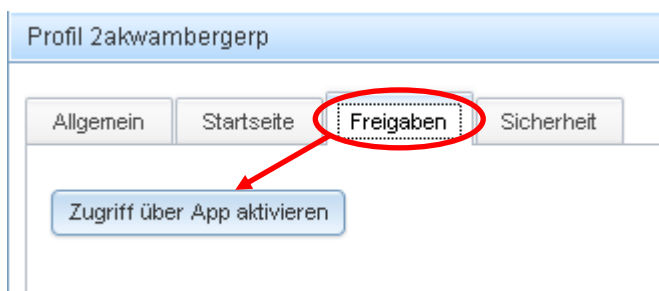 Profil 2akwambergerp
Allgemein Startseite Freigaben Sicherheit
Zugriff über App aktivieren